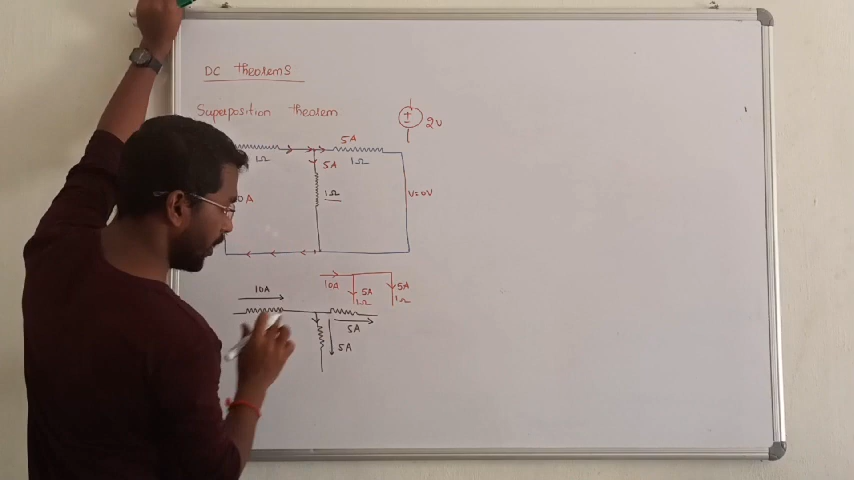 DC Theorems
Superposition theorem
2V
5A
1Ω
5A
1Ω
1Ω
0A
V=0V
10A
5A
5A
1Ω
1Ω
10A
5A
5A